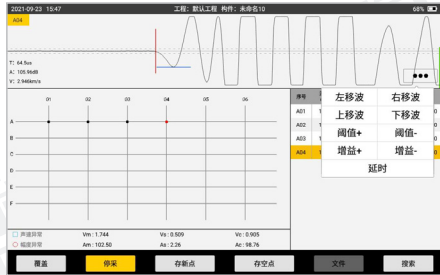 2021-09-23 15:47 工程: 默认工程 构件: 未命名10 68%
A04
T: 64.5us
A: 105.96dB
V: 2.946km/s
01 02 03 04 05 06
A
B
C
D
E
F
序号
A01
A02
A03
A04
左移波 右移波
上移波 下移波
阈值+ 阈值-
增益+ 增益-
延时
声速异常 Vm : 1.744 Vs : 0.509 Vc : 0.905
幅度异常 Am : 102.50 As : 2.26 Ac : 98.76
覆盖 停采 存新点 存空点 文件 搜索